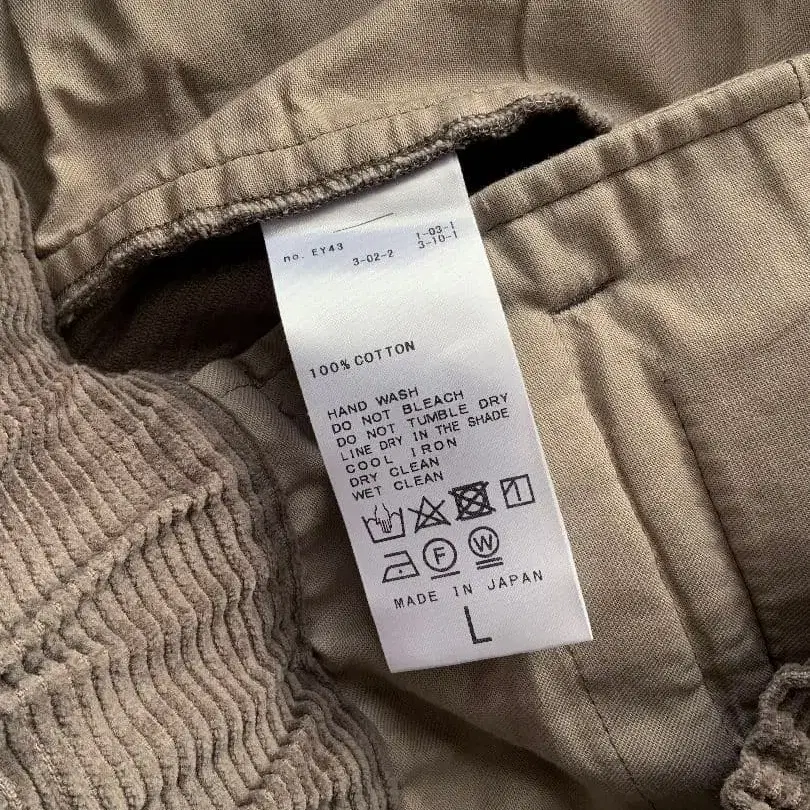 no. EY43
3-02-2
1-03-1
3-10-1
100% COTTON
HAND WASH
DO NOT BLEACH
DO NOT TUMBLE DRY
LINE DRY IN THE SHADE
COOL IRON
DRY CLEAN
WET CLEAN
F W
MADE IN JAPAN
L